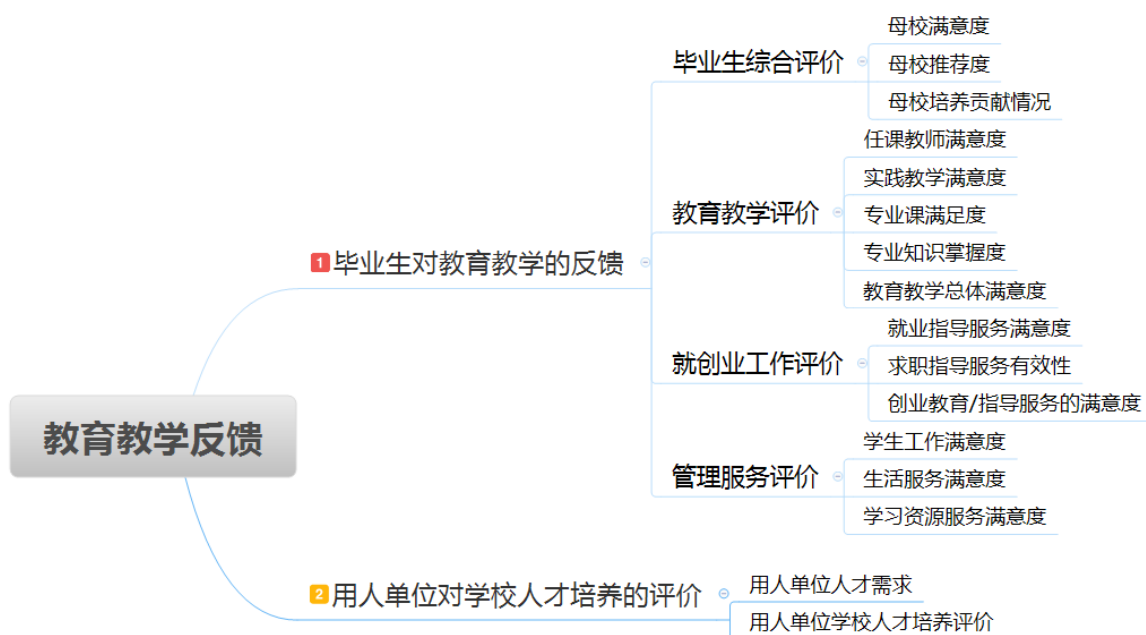 母校满意度
毕业生综合评价
母校推荐度
母校培养贡献情况
任课教师满意度
实践教学满意度
教育教学评价
专业课满足度
专业知识掌握度
1 毕业生对教育教学的反馈
教育教学总体满意度
就业指导服务满意度
就创业工作评价
求职指导服务有效性
创业教育/指导服务的满意度
教育教学反馈
学生工作满意度
管理服务评价
生活服务满意度
学习资源服务满意度
2 用人单位对学校人才培养的评价
用人单位人才需求
用人单位学校人才培养评价